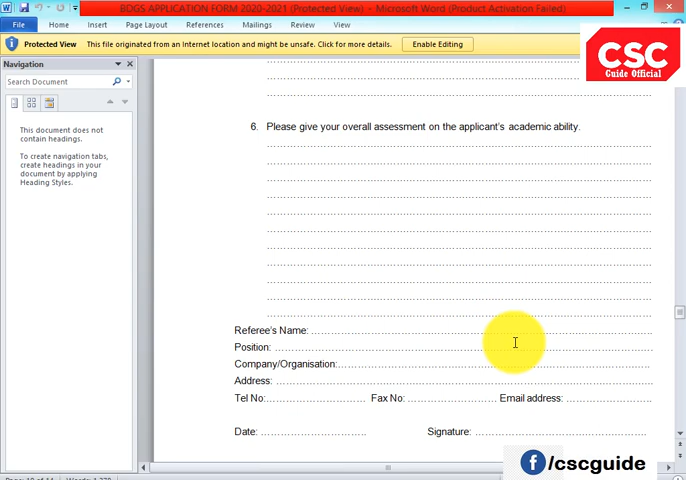 BDGS APPLICATION FORM 2020-2021 (Protected View) - Microsoft Word (Product Activation Failed)
File Home Insert Page Layout References Mailings Review View
Protected View This file originated from an Internet location and might be unsafe. Click for more details. Enable Editing
CSC
Guide Official
Navigation
Search Document
This document does not
contain headings.
To create navigation tabs,
create headings in your
document by applying
Heading Styles.
6. Please give your overall assessment on the applicant's academic ability.
Referee's Name:
Position:
Company/Organisation:
Address:
Tel No: Fax No: Email address:
Date: Signature:
f/cscguide